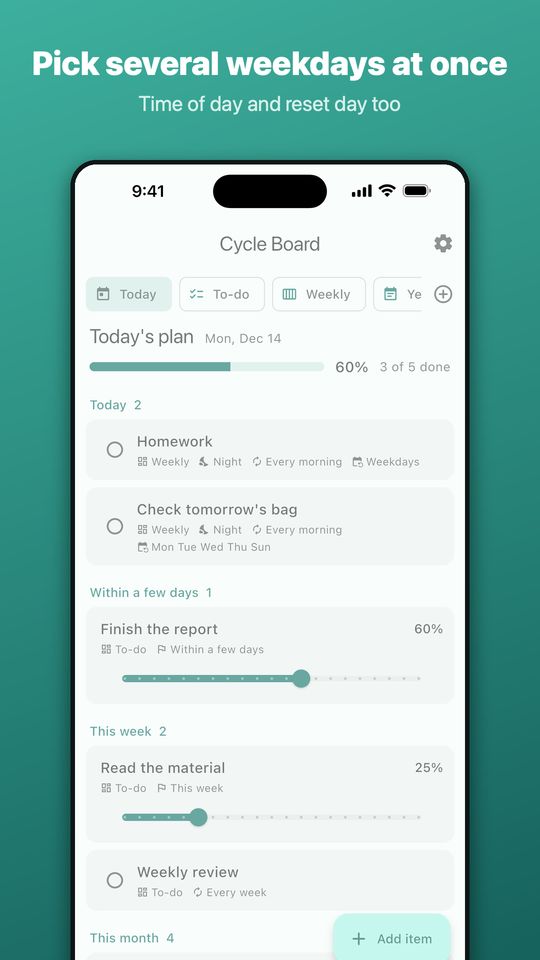 Pick several weekdays at once
Time of day and reset day too
9:41
Cycle Board
Today To-do Weekly Ye
Today's plan Mon, Dec 14
60% 3 of 5 done
Today 2
Homework
Weekly Night Every morning Weekdays
Check tomorrow's bag
Weekly Night Every morning
Mon Tue Wed Thu Sun
Within a few days 1
Finish the report 60%
To-do Within a few days
This week 2
Read the material 25%
To-do This week
Weekly review
To-do Every week
This month 4
Add item